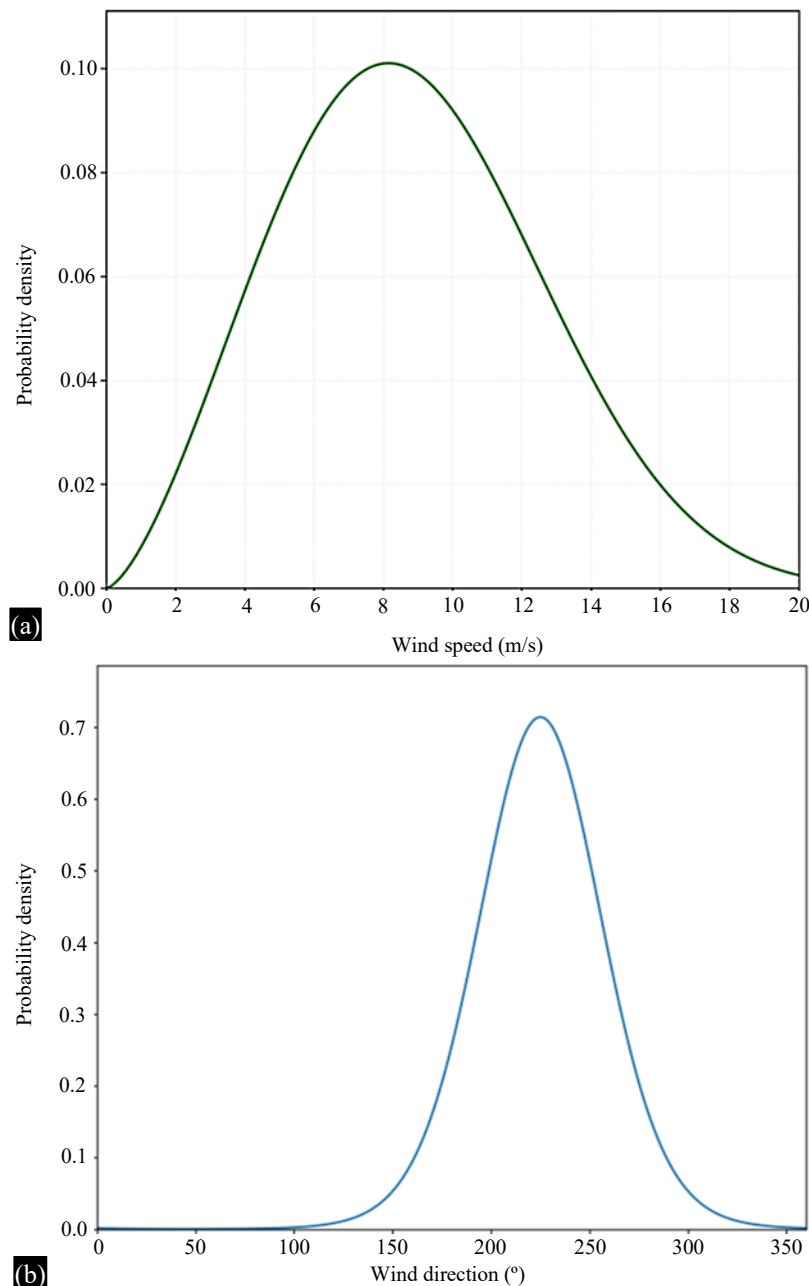 0.10
0.08
0.06
0.04
0.02
0.00
Probability density
0 2 4 6 8 10 12 14 16 18 20
(a)
Wind speed (m/s)
0.7
0.6
0.5
0.4
0.3
0.2
0.1
0.0
Probability density
0 50 100 150 200 250 300 350
(b)
Wind direction (º)